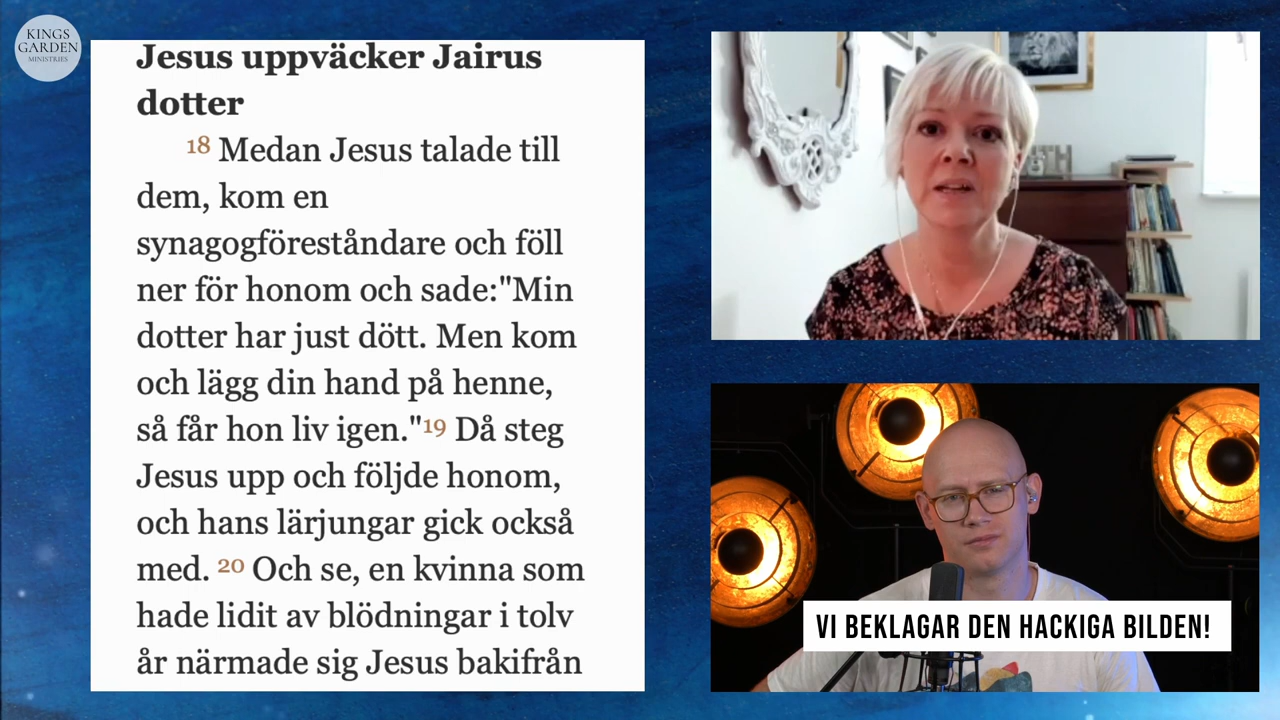 KINGS
GARDEN
MINISTRIES
Jesus uppväcker Jairus
dotter
18 Medan Jesus talade till
dem, kom en
synagogföreståndare och föll
ner för honom och sade:"Min
dotter har just dött. Men kom
och lägg din hand på henne,
så får hon liv igen."19 Då steg
Jesus upp och följde honom,
och hans lärjungar gick också
med. 20 Och se, en kvinna som
hade lidit av blödningar i tolv
år närmade sig Jesus bakifrån
VI BEKLAGAR DEN HACKIGA BILDEN!